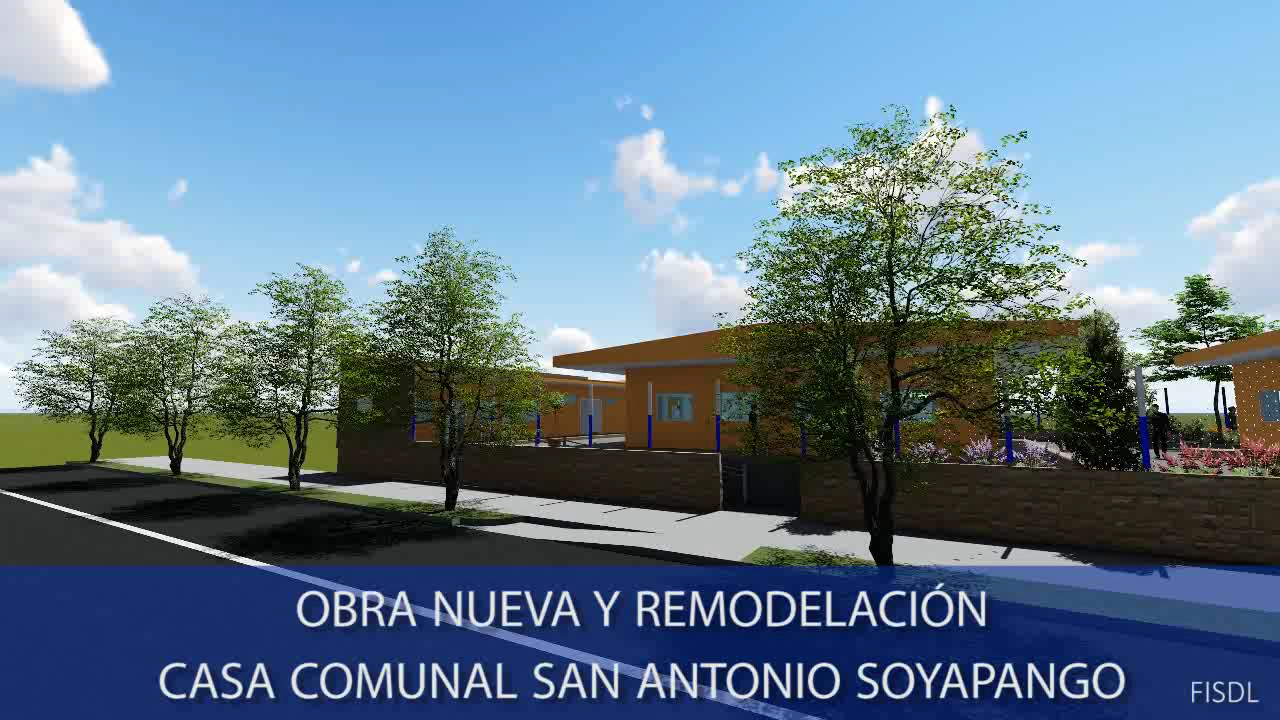 OBRA NUEVA Y REMODELACIÓN
CASA COMUNAL SAN ANTONIO SOYAPANGO
FISDL